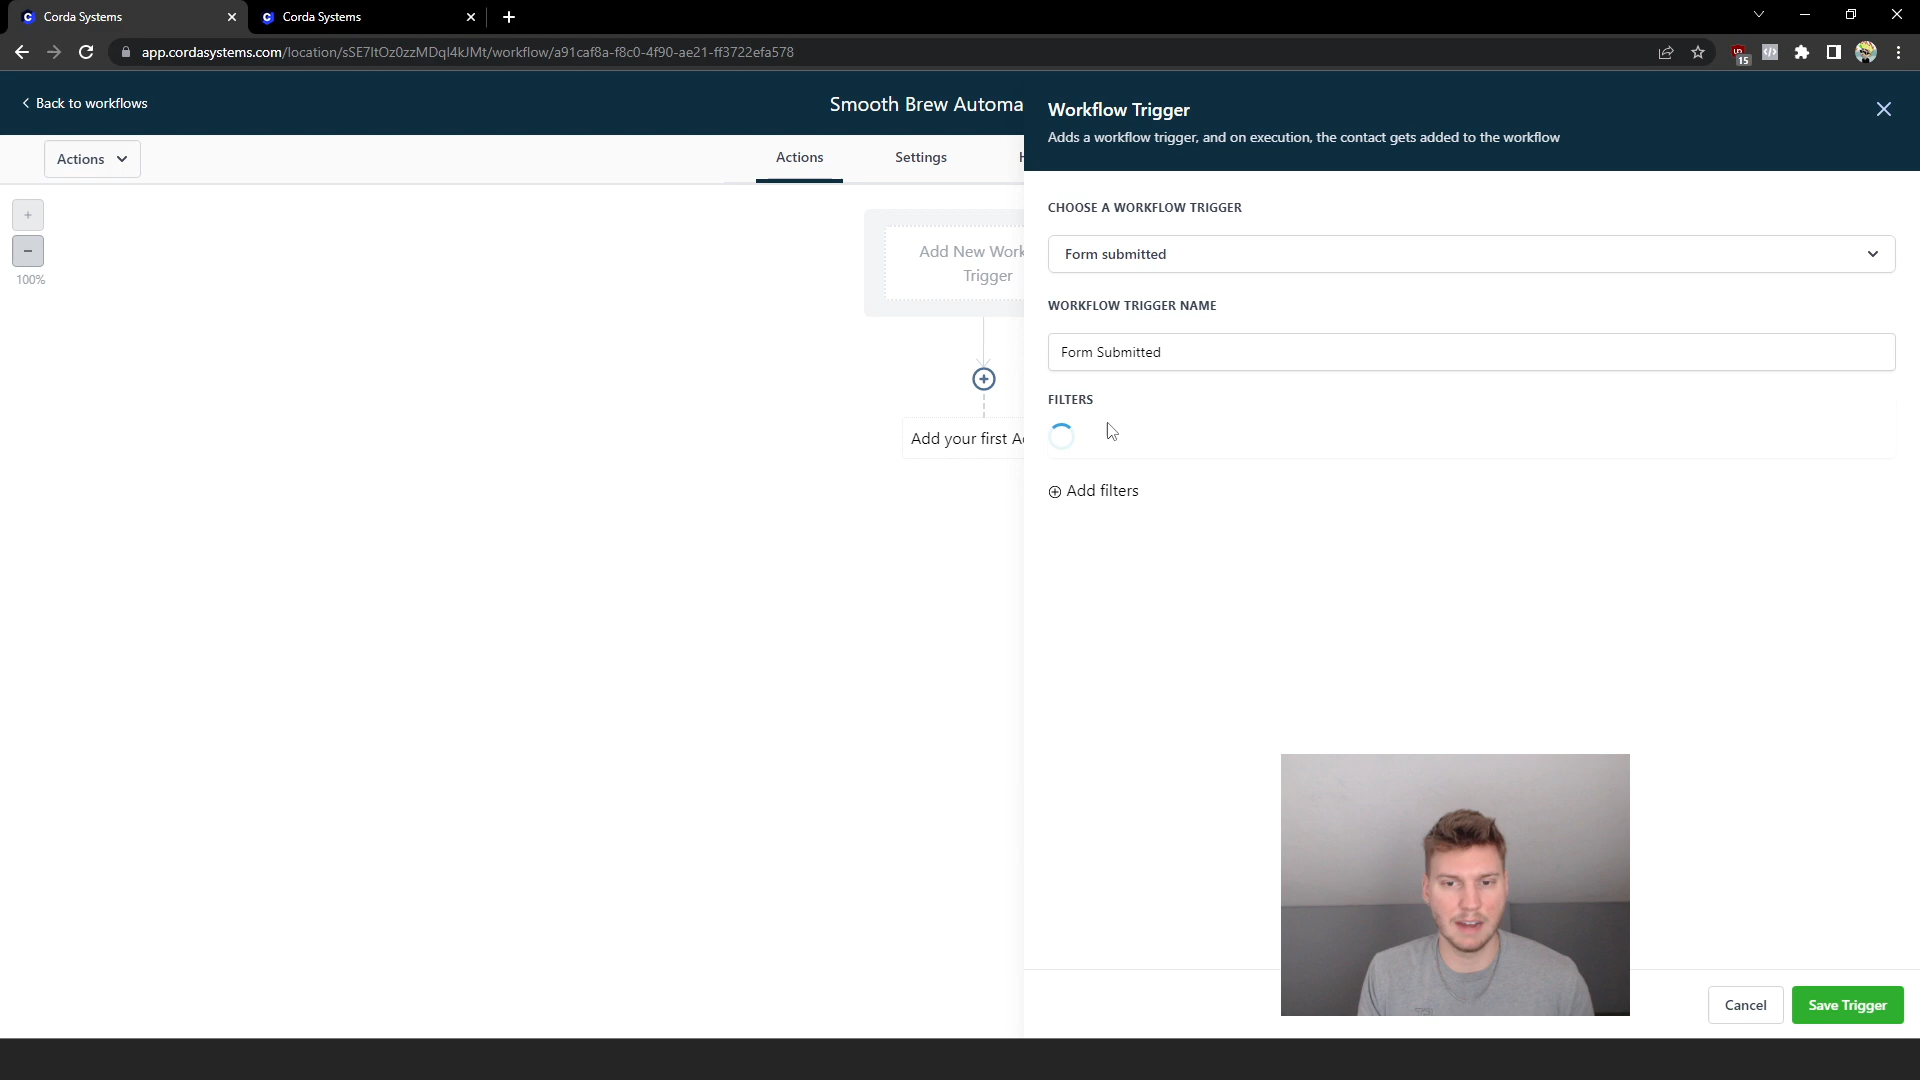 Corda Systems
Corda Systems
app.cordasystems.com/location/sSE7ItOz0zzMDqI4kJMt/workflow/a91caf8a-f8c0-4f90-ae21-ff3722efa578
15
Back to workflows
Smooth Brew Automa
Actions
Actions
Settings
+
−
100%
Add New Work
Trigger
Add your first Ac
Workflow Trigger
Adds a workflow trigger, and on execution, the contact gets added to the workflow
CHOOSE A WORKFLOW TRIGGER
Form submitted
WORKFLOW TRIGGER NAME
Form Submitted
FILTERS
Add filters
Cancel
Save Trigger